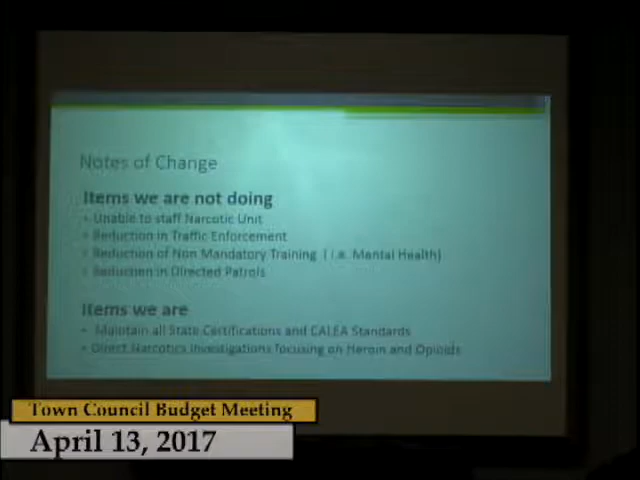 Notes of Change
Items we are not doing
• Unable to staff Narcotic Unit
• Reduction in Traffic Enforcement
• Reduction of Non Mandatory Training (i.e. Mental Health)
• Reduction in Directed Patrols
Items we are
• Maintain all State Certifications and CALEA Standards
• Direct Narcotics Investigations focusing on Heroin and Opioids
Town Council Budget Meeting
April 13, 2017